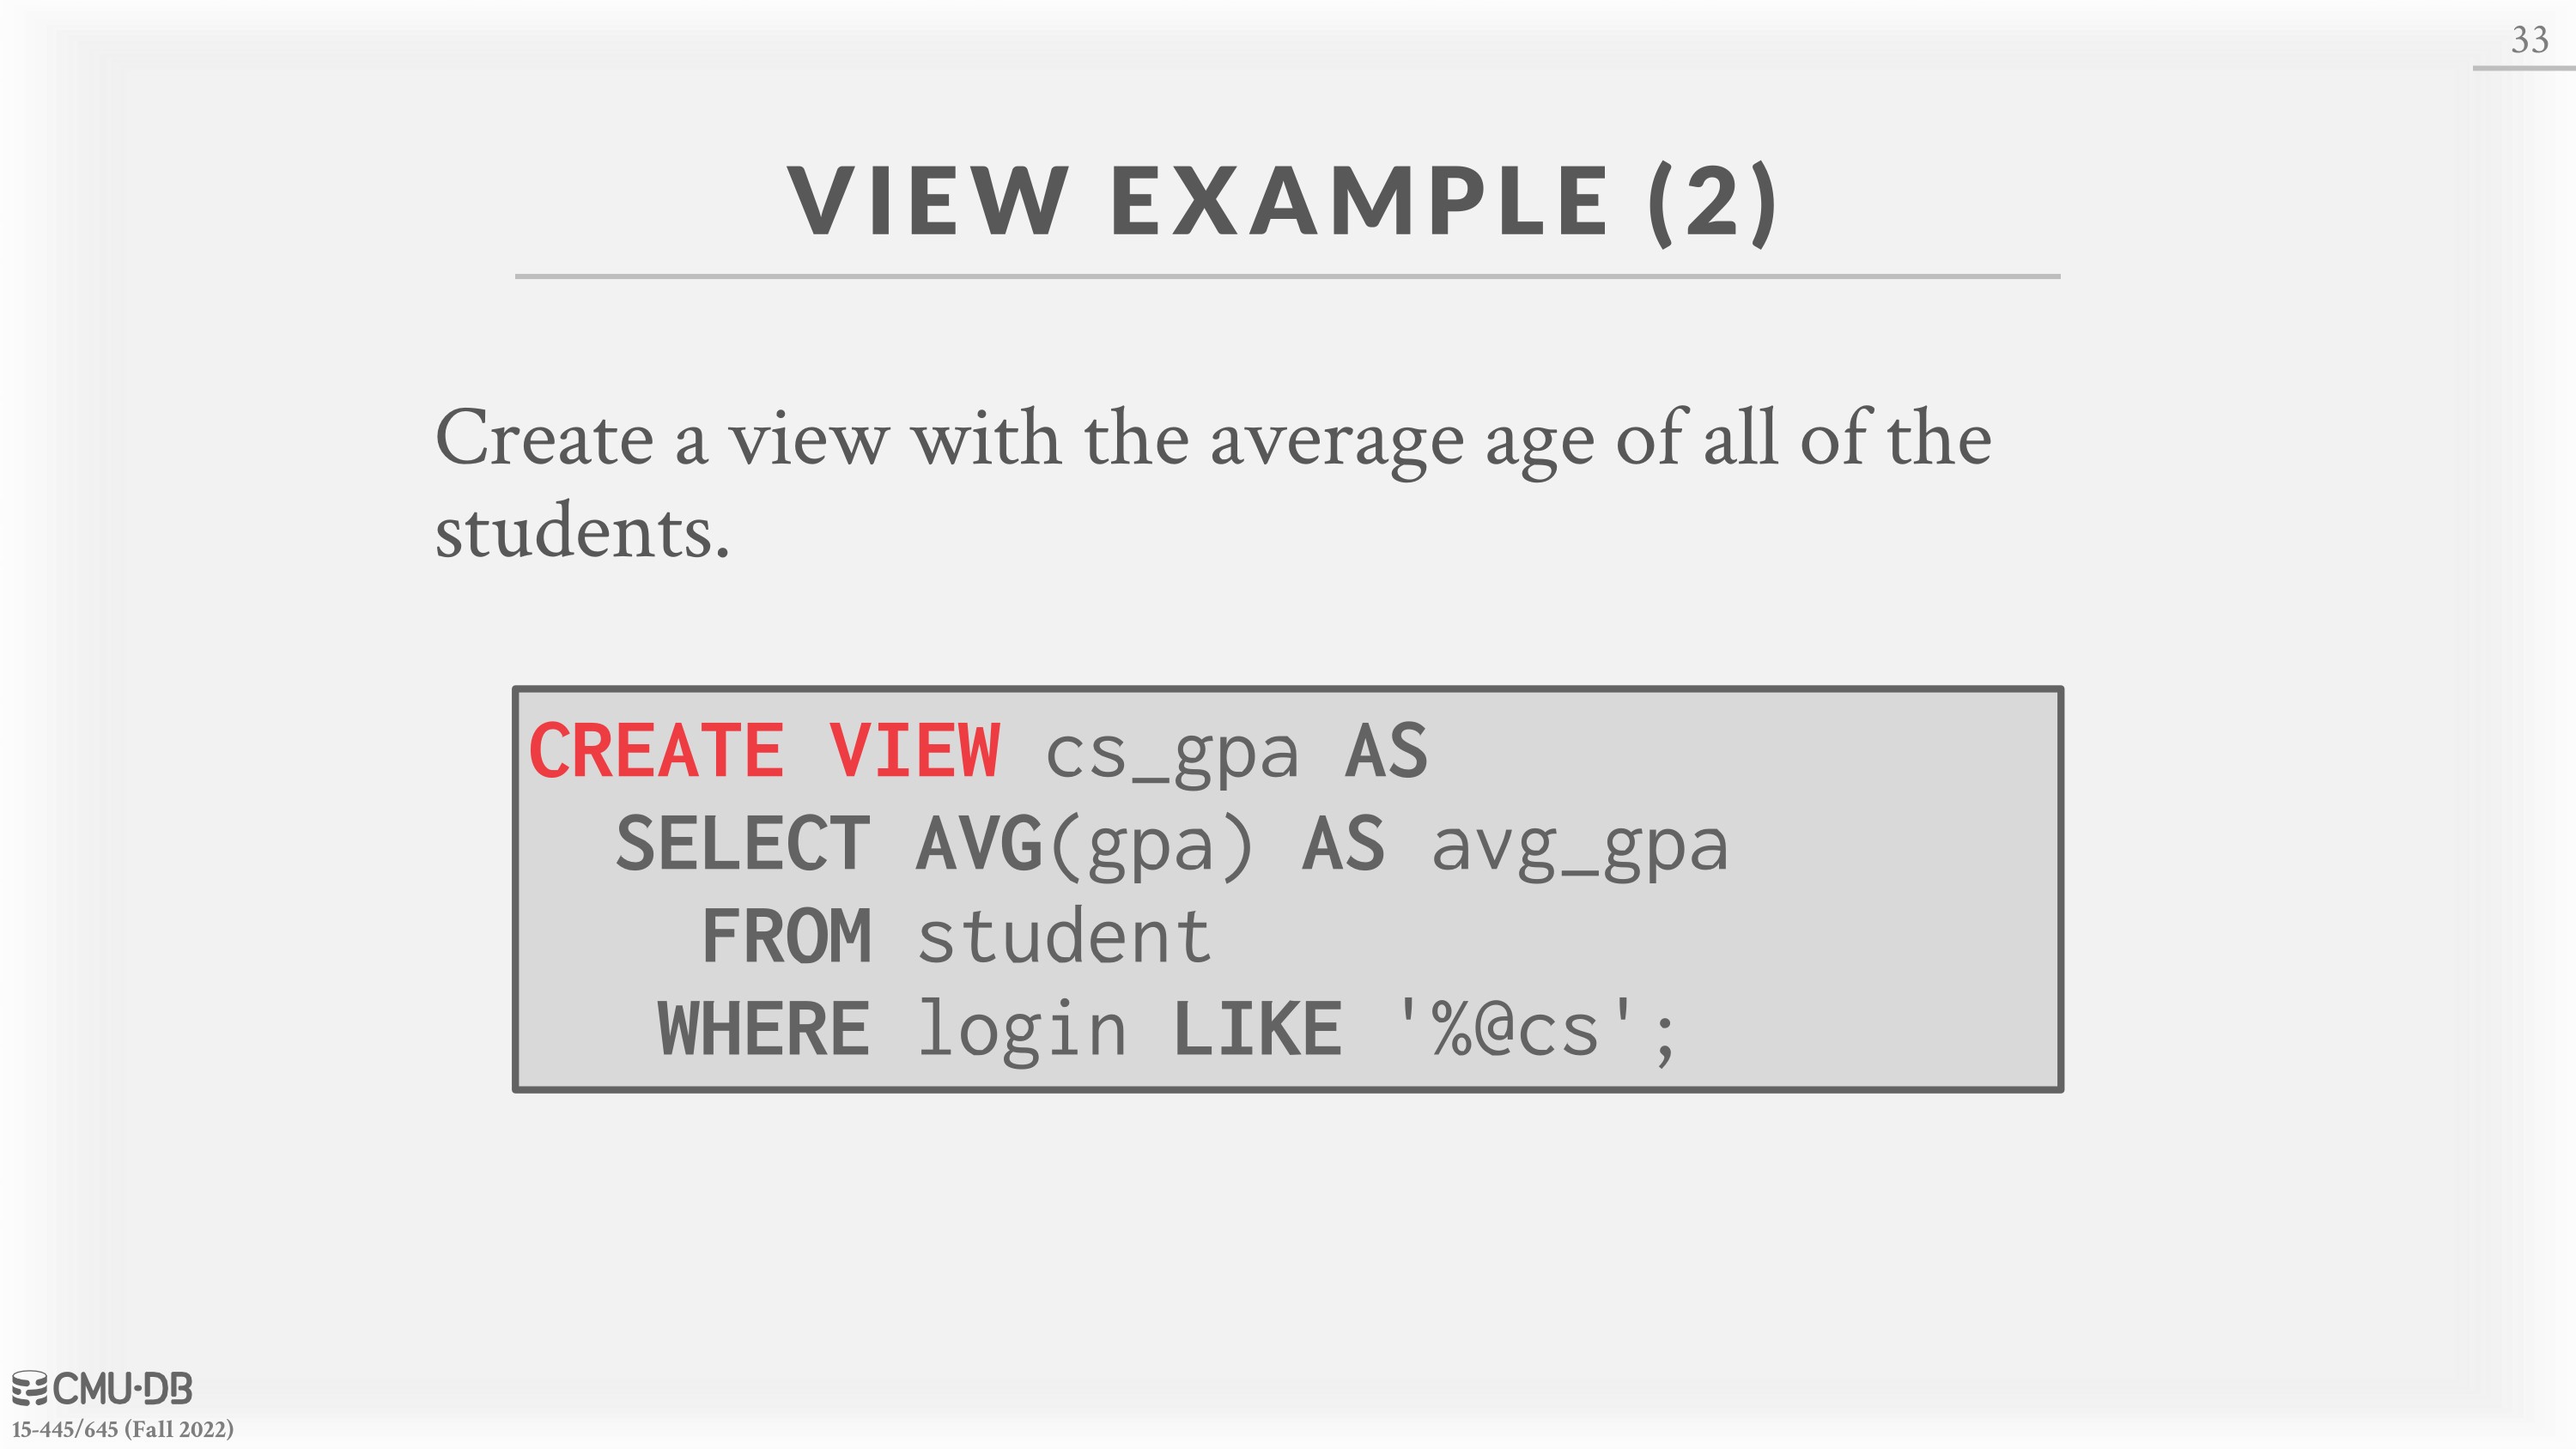 33
VIEW EXAMPLE (2)
Create a view with the average age of all of the
students.
CREATE VIEW cs_gpa AS
SELECT AVG(gpa) AS avg_gpa
FROM student
WHERE login LIKE '%@cs';
CMU·DB
15-445/645 (Fall 2022)